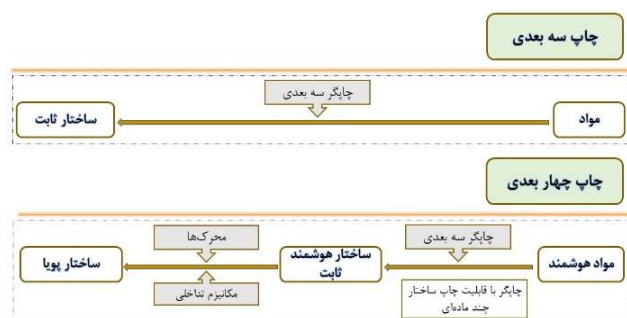 چاپ سه بعدی
چاپگر سه بعدی
مواد
ساختار ثابت
چاپ چهار بعدی
مواد هوشمند
چاپگر سه بعدی
چاپگر با قابلیت چاپ ساختار
چند ماده‌ای
ساختار هوشمند
ثابت
محرک‌ها
مکانیزم تداخلی
ساختار پویا